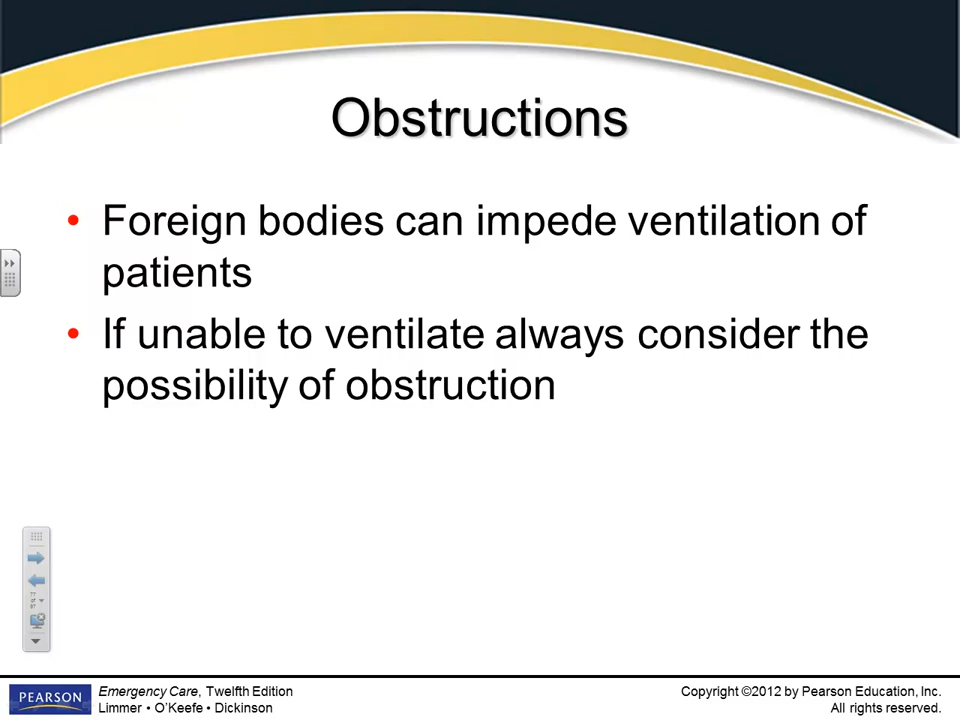 Obstructions
• Foreign bodies can impede ventilation of
patients
• If unable to ventilate always consider the
possibility of obstruction
PEARSON
Emergency Care, Twelfth Edition
Limmer • O’Keefe • Dickinson
Copyright ©2012 by Pearson Education, Inc.
All rights reserved.